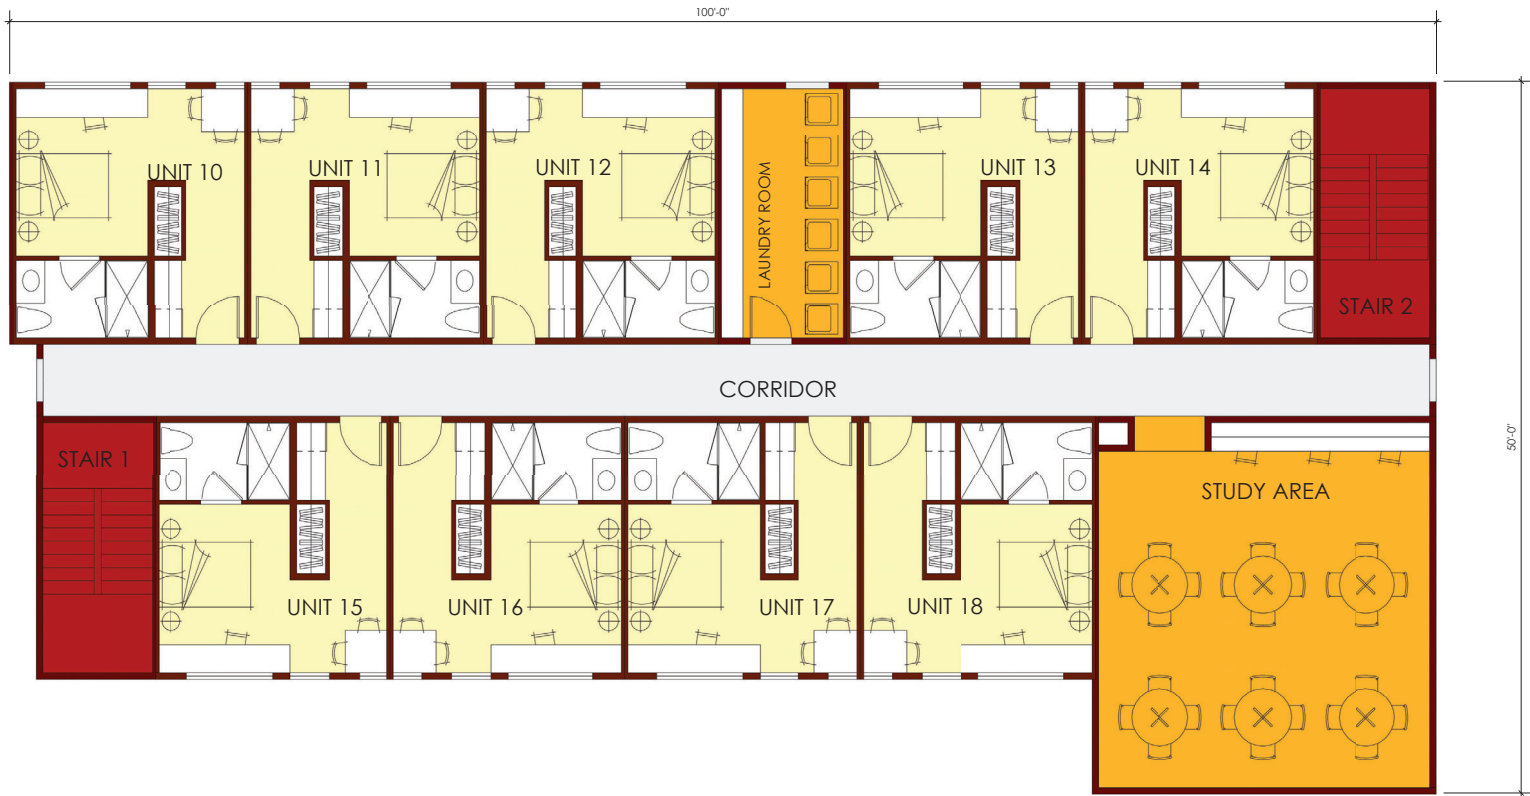 100'-0"
UNIT 10
UNIT 11
UNIT 12
LAUNDRY ROOM
UNIT 13
UNIT 14
STAIR 2
CORRIDOR
50'-0"
STAIR 1
UNIT 15
UNIT 16
UNIT 17
UNIT 18
STUDY AREA